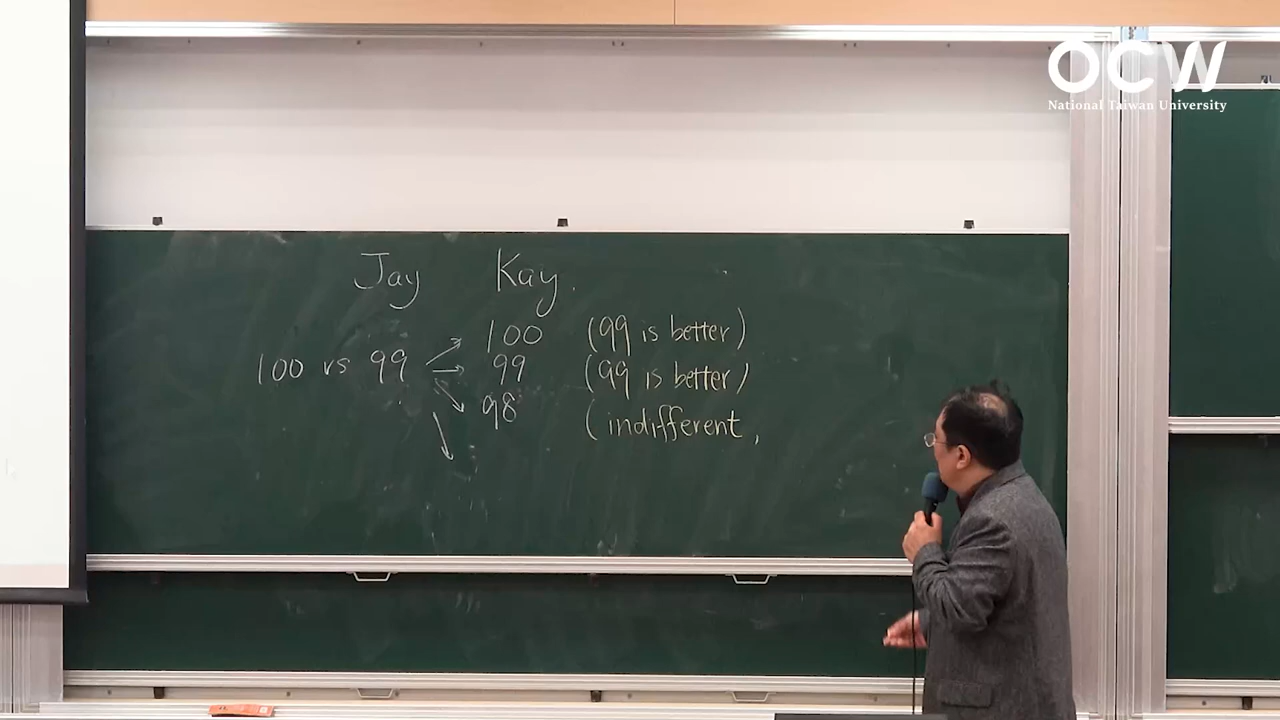 OCW
National Taiwan University
Jay Kay.
100 vs 99 100 (99 is better)
99 (99 is better)
98 (indifferent,